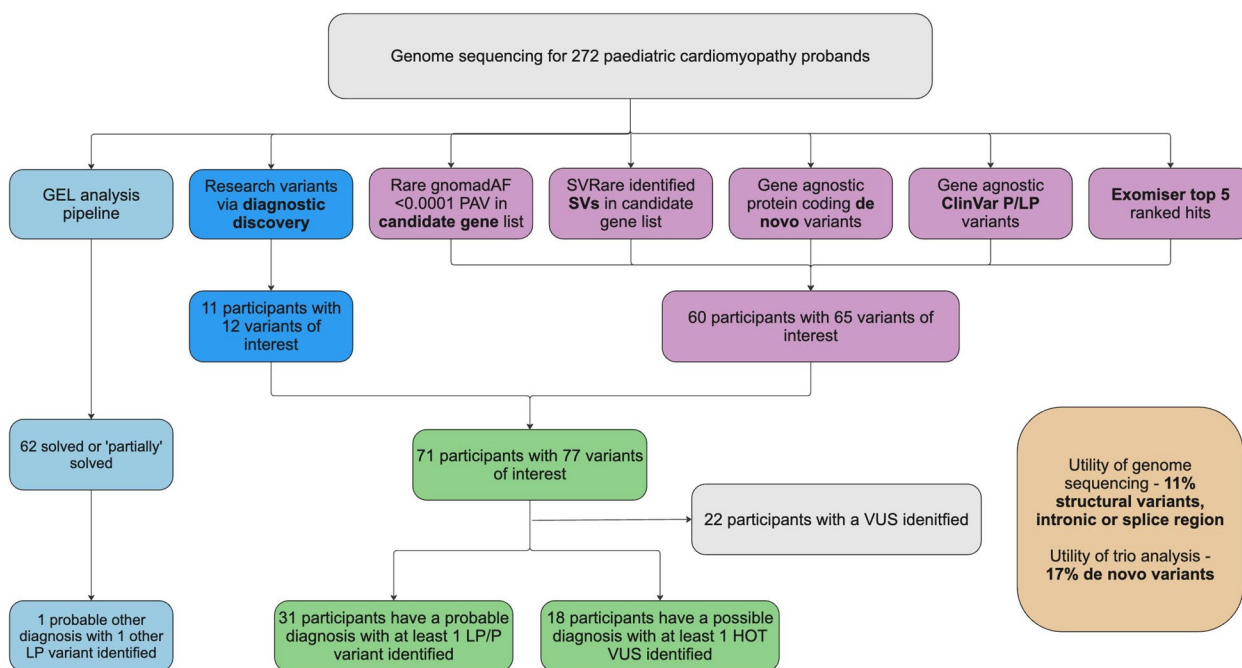 Genome sequencing for 272 paediatric cardiomyopathy probands
GEL analysis
pipeline
Research variants
via diagnostic
discovery
Rare gnomadAF
<0.0001 PAV in
candidate gene list
SVRare identified
SVs in candidate
gene list
Gene agnostic
protein coding de
novo variants
Gene agnostic
ClinVar P/LP
variants
Exomiser top 5
ranked hits
11 participants with
12 variants of
interest
60 participants with 65 variants of
interest
62 solved or 'partially'
solved
71 participants with 77 variants
of interest
22 participants with a VUS identified
Utility of genome
sequencing - 11%
structural variants,
intronic or splice
region
Utility of trio analysis -
17% de novo variants
1 probable other
diagnosis with 1 other
LP variant identified
31 participants have a probable
diagnosis with at least 1 LP/P
variant identified
18 participants have a possible
diagnosis with at least 1 HOT
VUS identified